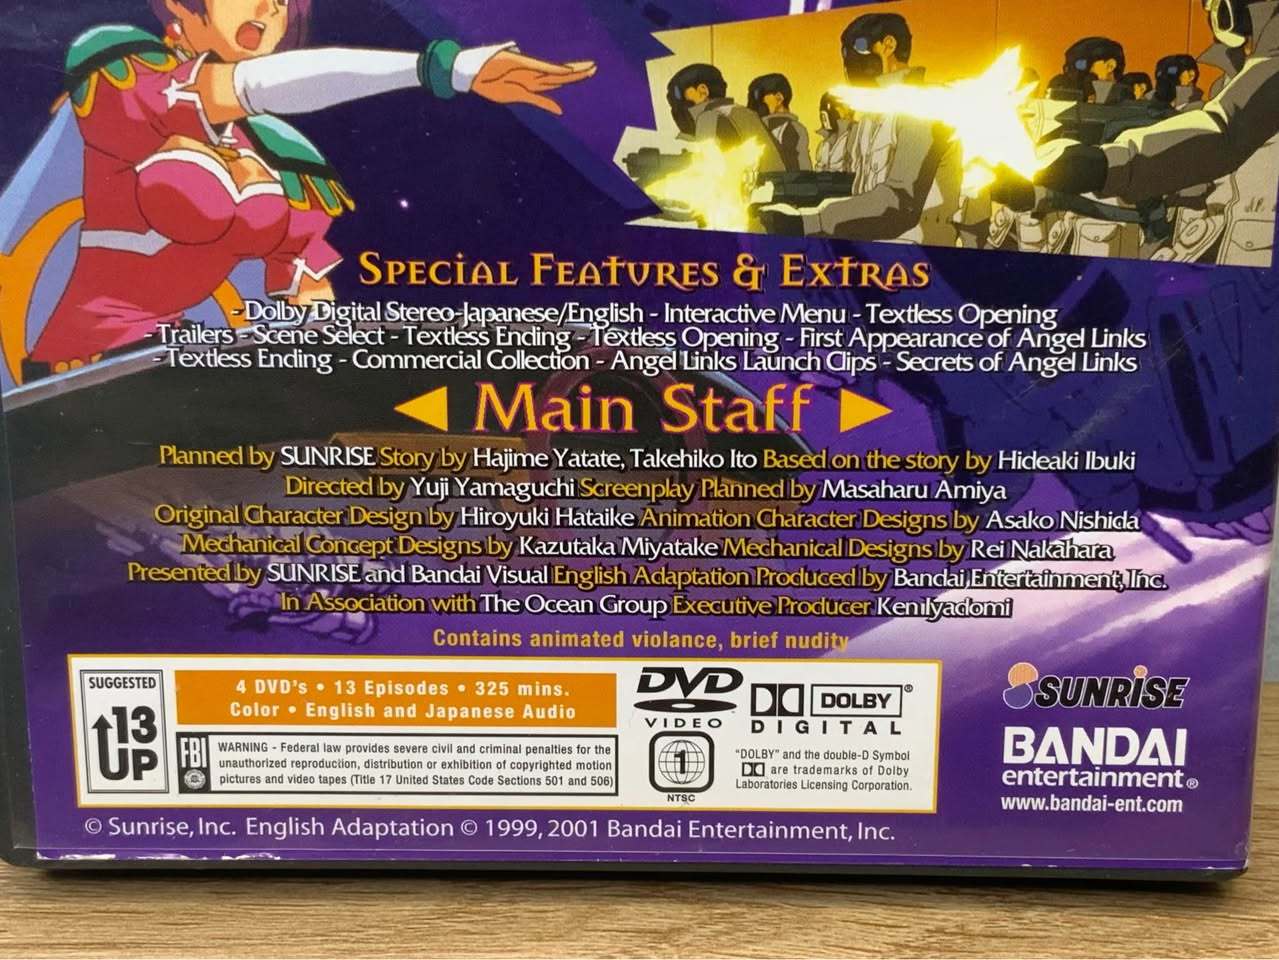 Special Features & Extras
- Dolby Digital Stereo-Japanese/English - Interactive Menu - Textless Opening
- Trailers - Scene Select - Textless Ending - Textless Opening - First Appearance of Angel Links
- Textless Ending - Commercial Collection - Angel Links Launch Clips - Secrets of Angel Links
Main Staff
Planned by SUNRISE Story by Hajime Yatate, Takehiko Ito Based on the story by Hideaki Ibuki
Directed by Yuji Yamaguchi Screenplay Planned by Masaharu Amiya
Original Character Design by Hiroyuki Hataike Animation Character Designs by Asako Nishida
Mechanical Concept Designs by Kazutaka Miyatake Mechanical Designs by Rei Nakahara
Presented by SUNRISE and Bandai Visual English Adaptation Produced by Bandai Entertainment, Inc.
In Association with The Ocean Group Executive Producer Ken Iyadomi
Contains animated violance, brief nudity
SUGGESTED
13
UP
4 DVD's • 13 Episodes • 325 mins.
Color • English and Japanese Audio
FBI
WARNING - Federal law provides severe civil and criminal penalties for the
unauthorized reproduction, distribution or exhibition of copyrighted motion
pictures and video tapes (Title 17 United States Code Sections 501 and 506)
DVD
VIDEO
1
NTSC
DOLBY®
DIGITAL
"DOLBY" and the double-D Symbol
are trademarks of Dolby
Laboratories Licensing Corporation.
SUNRISE
BANDAI
entertainment®
www.bandai-ent.com
© Sunrise, Inc. English Adaptation © 1999, 2001 Bandai Entertainment, Inc.